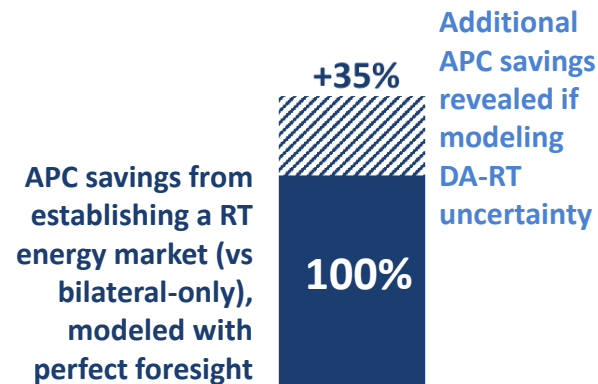 Additional
APC savings
revealed if
modeling
DA-RT
uncertainty
+35%
APC savings from
establishing a RT
energy market (vs
bilateral-only),
modeled with
perfect foresight
100%